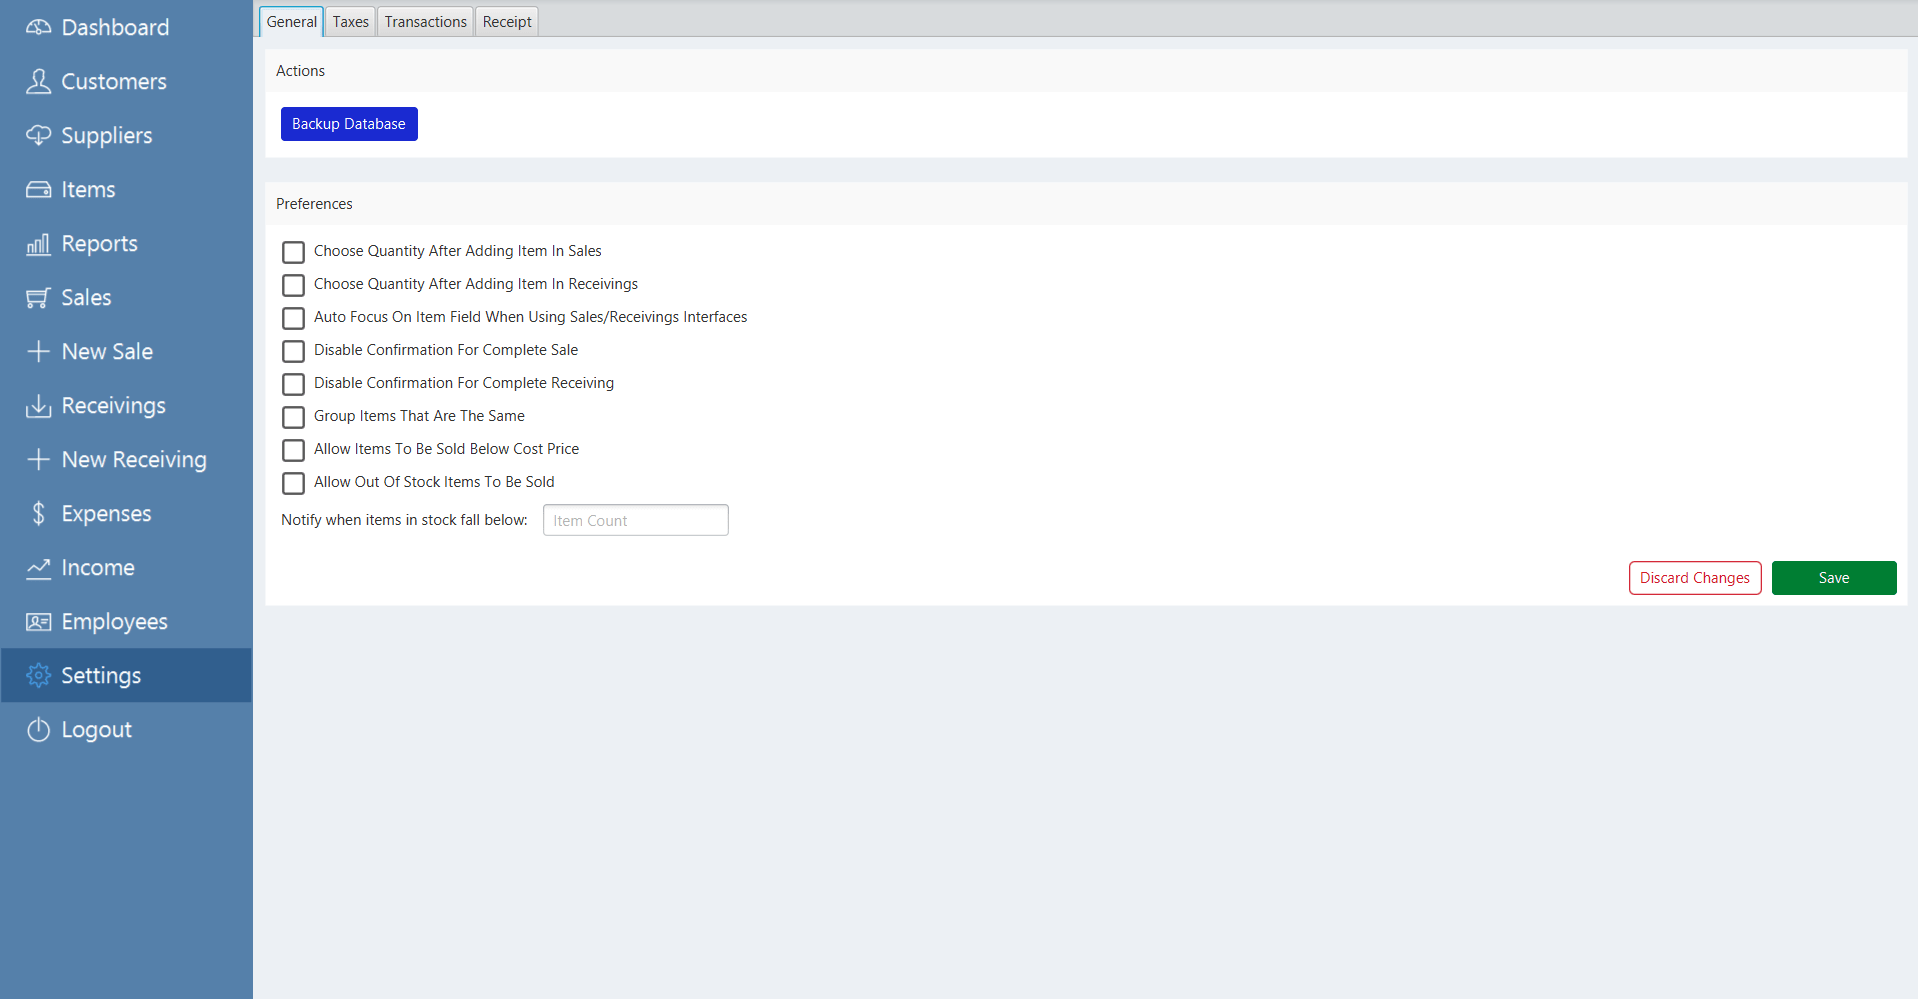 Dashboard
Customers
Suppliers
Items
Reports
Sales
New Sale
Receivings
New Receiving
Expenses
Income
Employees
Settings
Logout
General Taxes Transactions Receipt
Actions
Backup Database
Preferences
Choose Quantity After Adding Item In Sales
Choose Quantity After Adding Item In Receivings
Auto Focus On Item Field When Using Sales/Receivings Interfaces
Disable Confirmation For Complete Sale
Disable Confirmation For Complete Receiving
Group Items That Are The Same
Allow Items To Be Sold Below Cost Price
Allow Out Of Stock Items To Be Sold
Notify when items in stock fall below: Item Count
Discard Changes Save